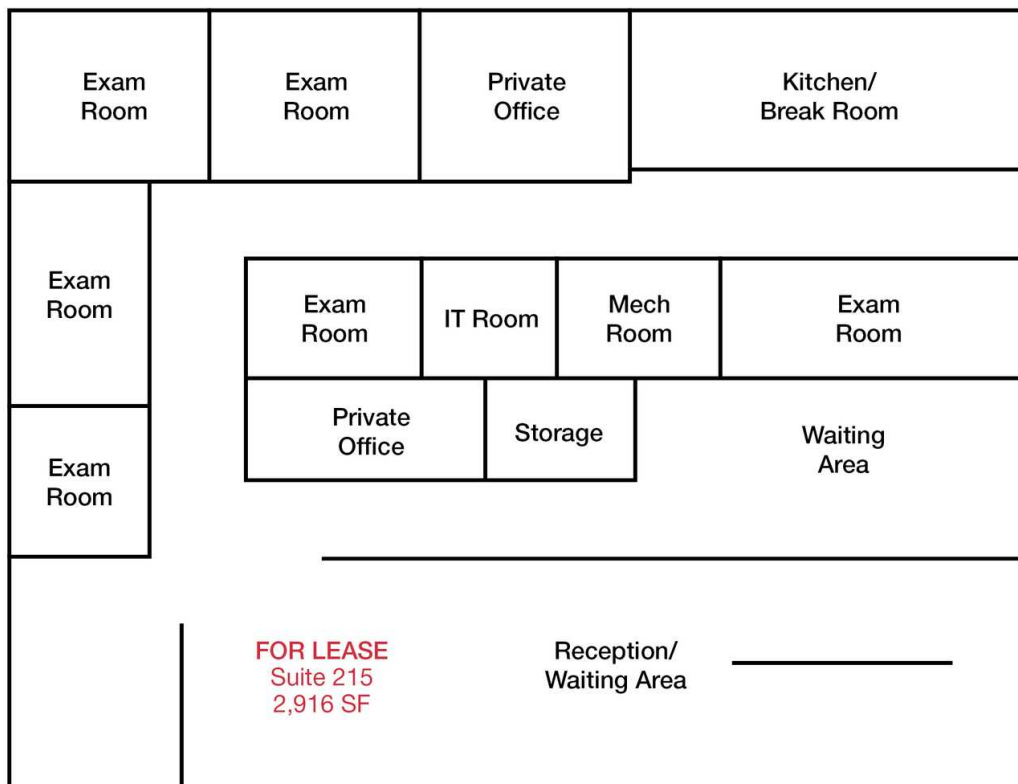 Exam
Room
Exam
Room
Private
Office
Kitchen/
Break Room
Exam
Room
Exam
Room
IT Room
Mech
Room
Exam
Room
Private
Office
Storage
Waiting
Area
Exam
Room
FOR LEASE
Suite 215
2,916 SF
Reception/
Waiting Area